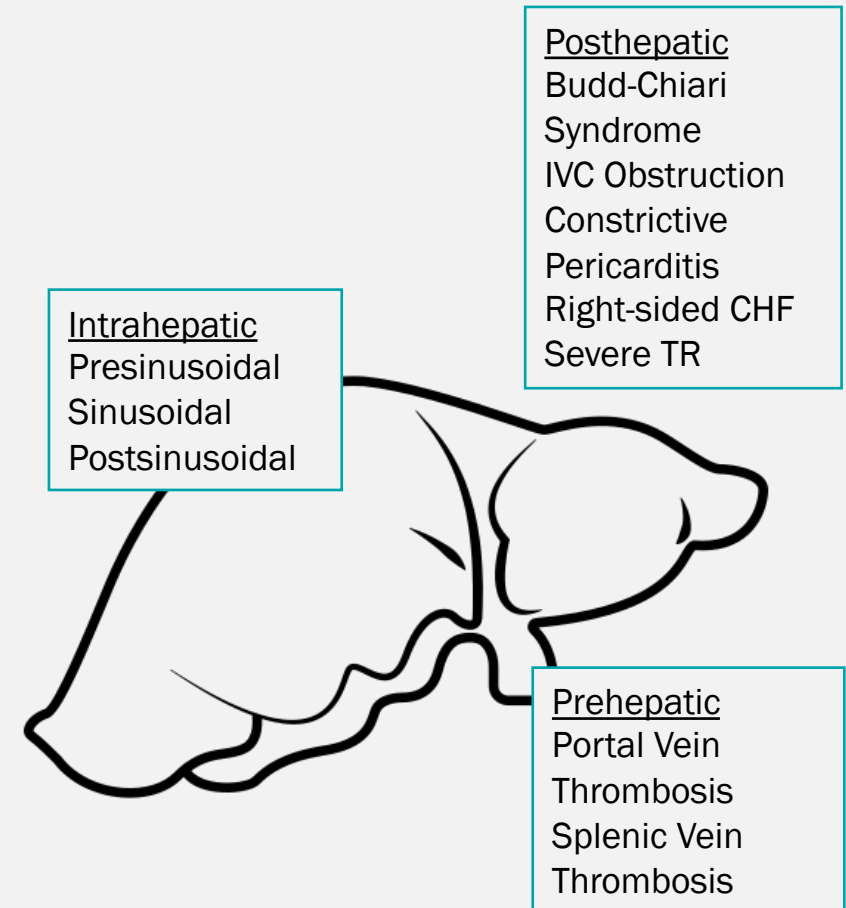 Posthepatic
Budd-Chiari
Syndrome
IVC Obstruction
Constrictive
Pericarditis
Right-sided CHF
Severe TR
Intrahepatic
Presinusoidal
Sinusoidal
Postsinusoidal
Prehepatic
Portal Vein
Thrombosis
Splenic Vein
Thrombosis